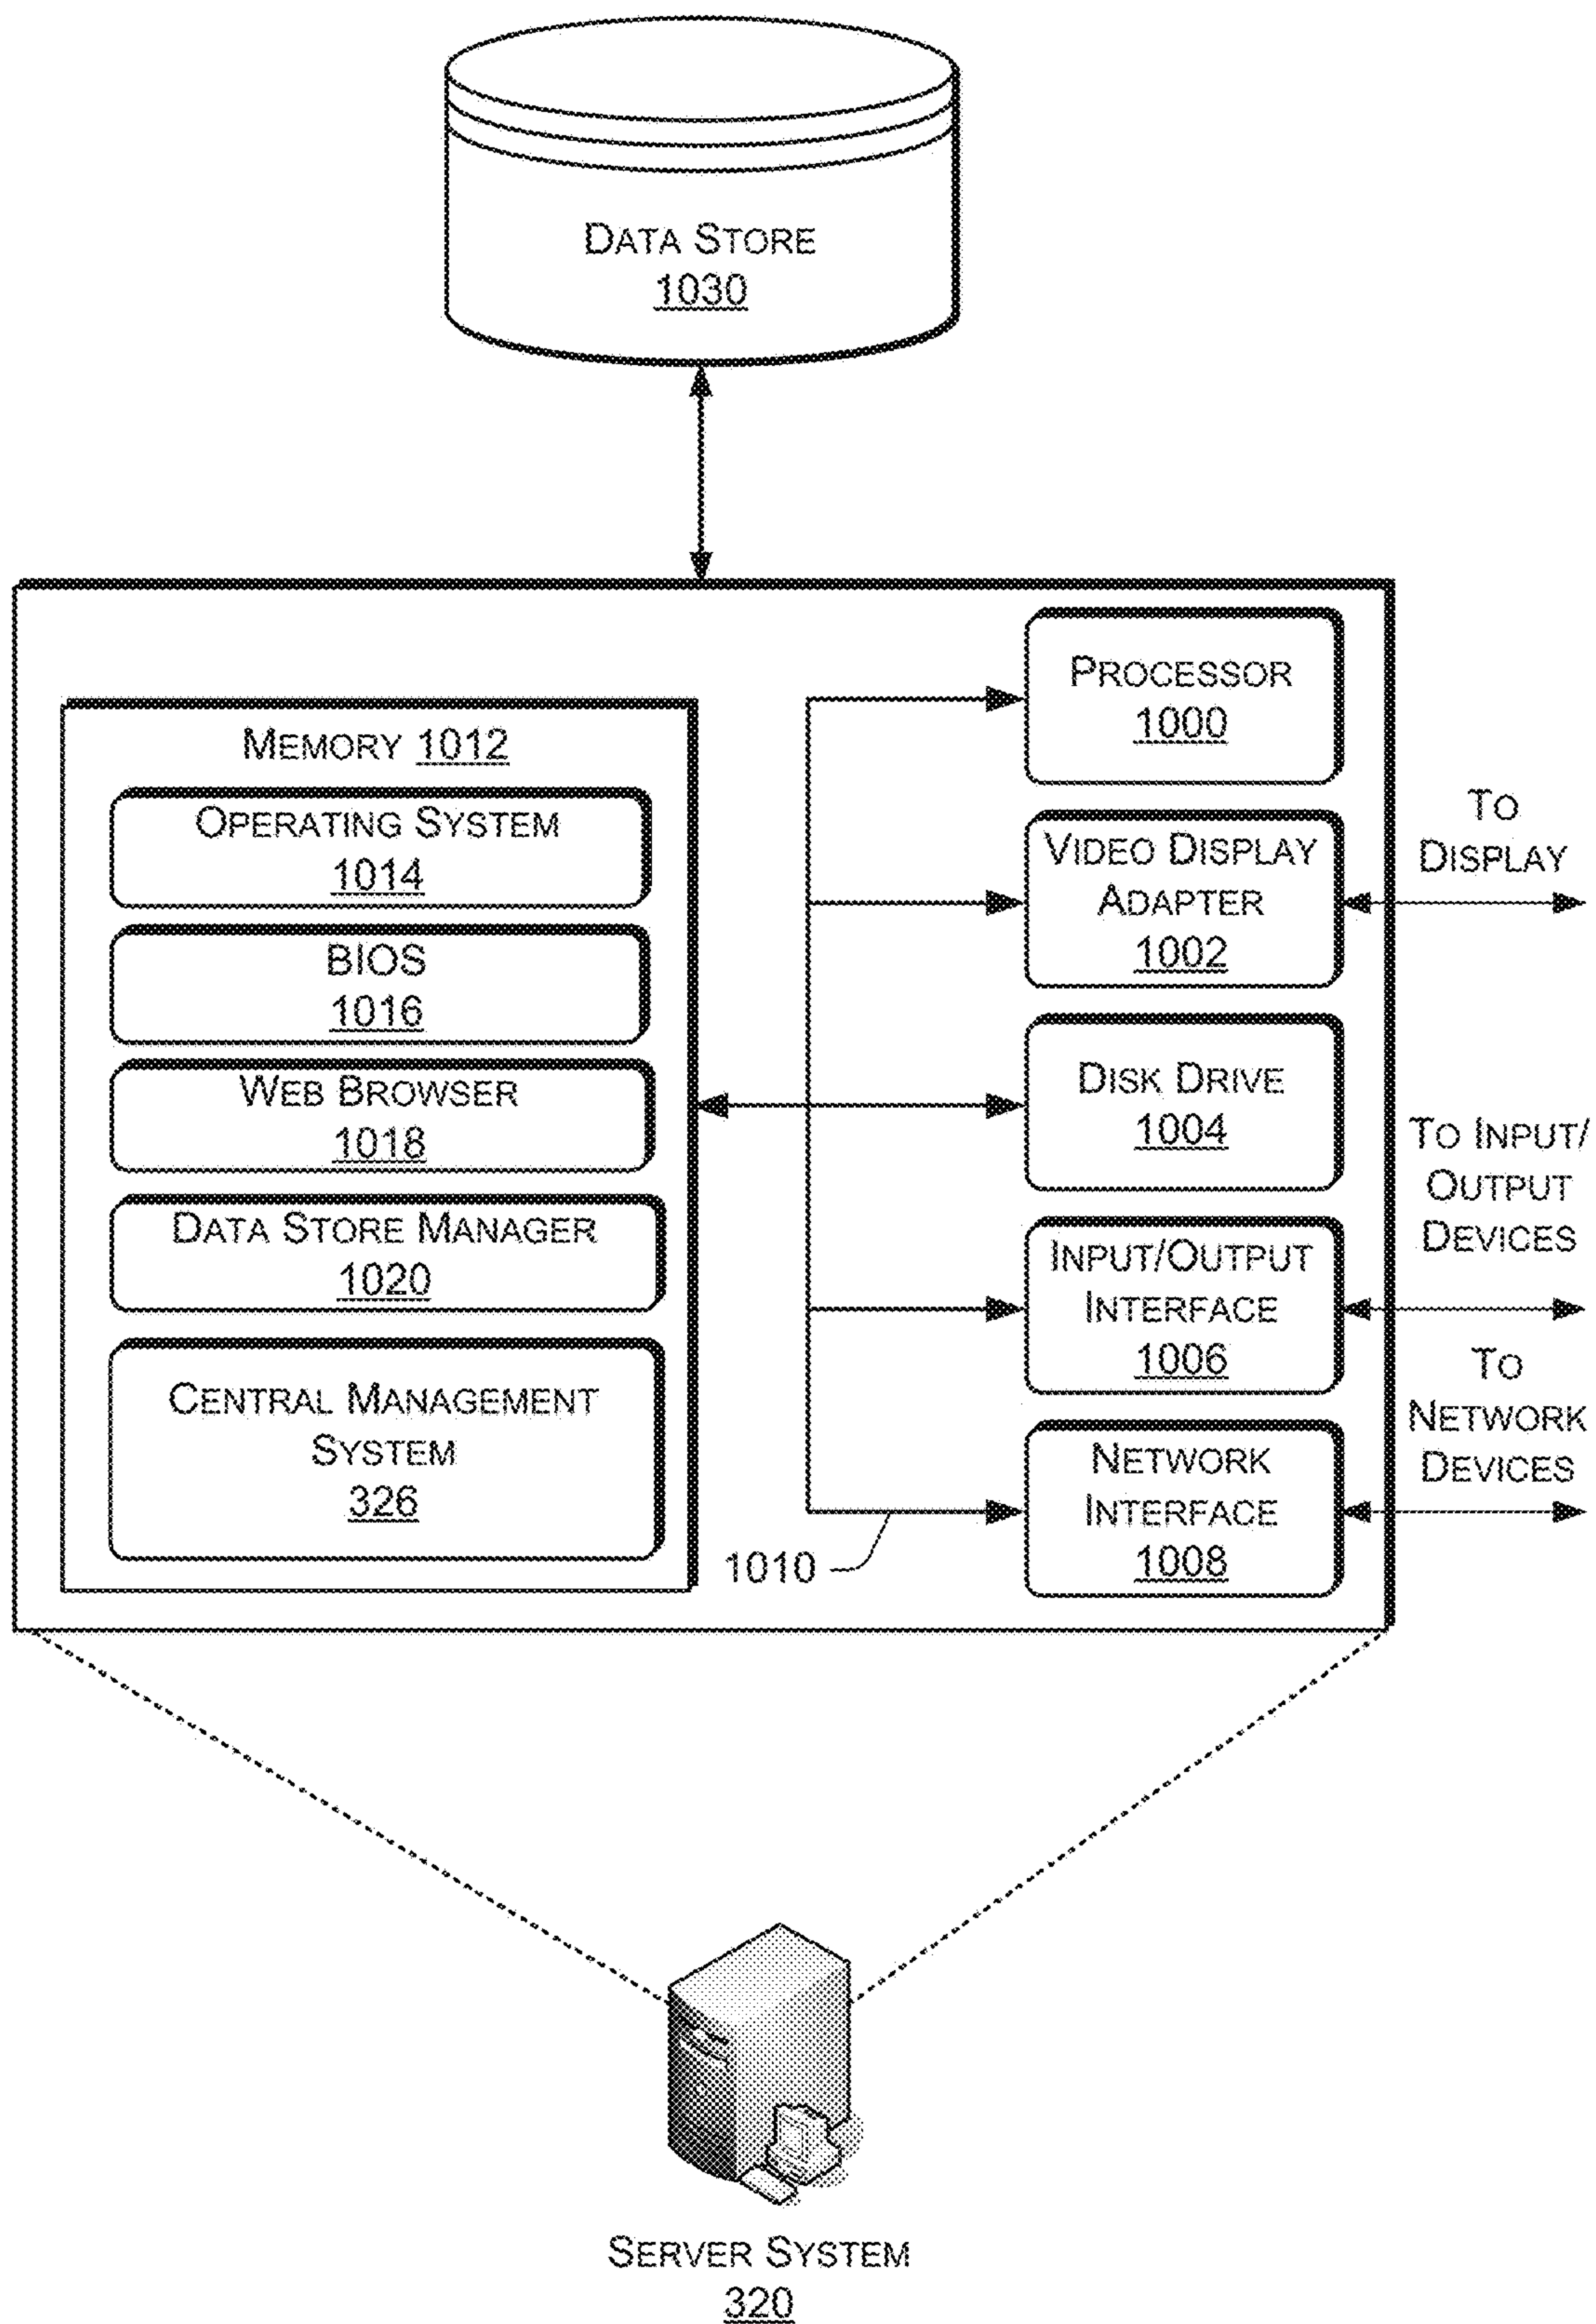 DATA STORE
1030
MEMORY 1012
OPERATING SYSTEM
1014
BIOS
1016
WEB BROWSER
1018
DATA STORE MANAGER
1020
CENTRAL MANAGEMENT
SYSTEM
326
PROCESSOR
1000
VIDEO DISPLAY
ADAPTER
1002
DISK DRIVE
1004
INPUT/OUTPUT
INTERFACE
1006
NETWORK
INTERFACE
1008
1010
TO
DISPLAY
TO INPUT/
OUTPUT
DEVICES
TO
NETWORK
DEVICES
SERVER SYSTEM
320